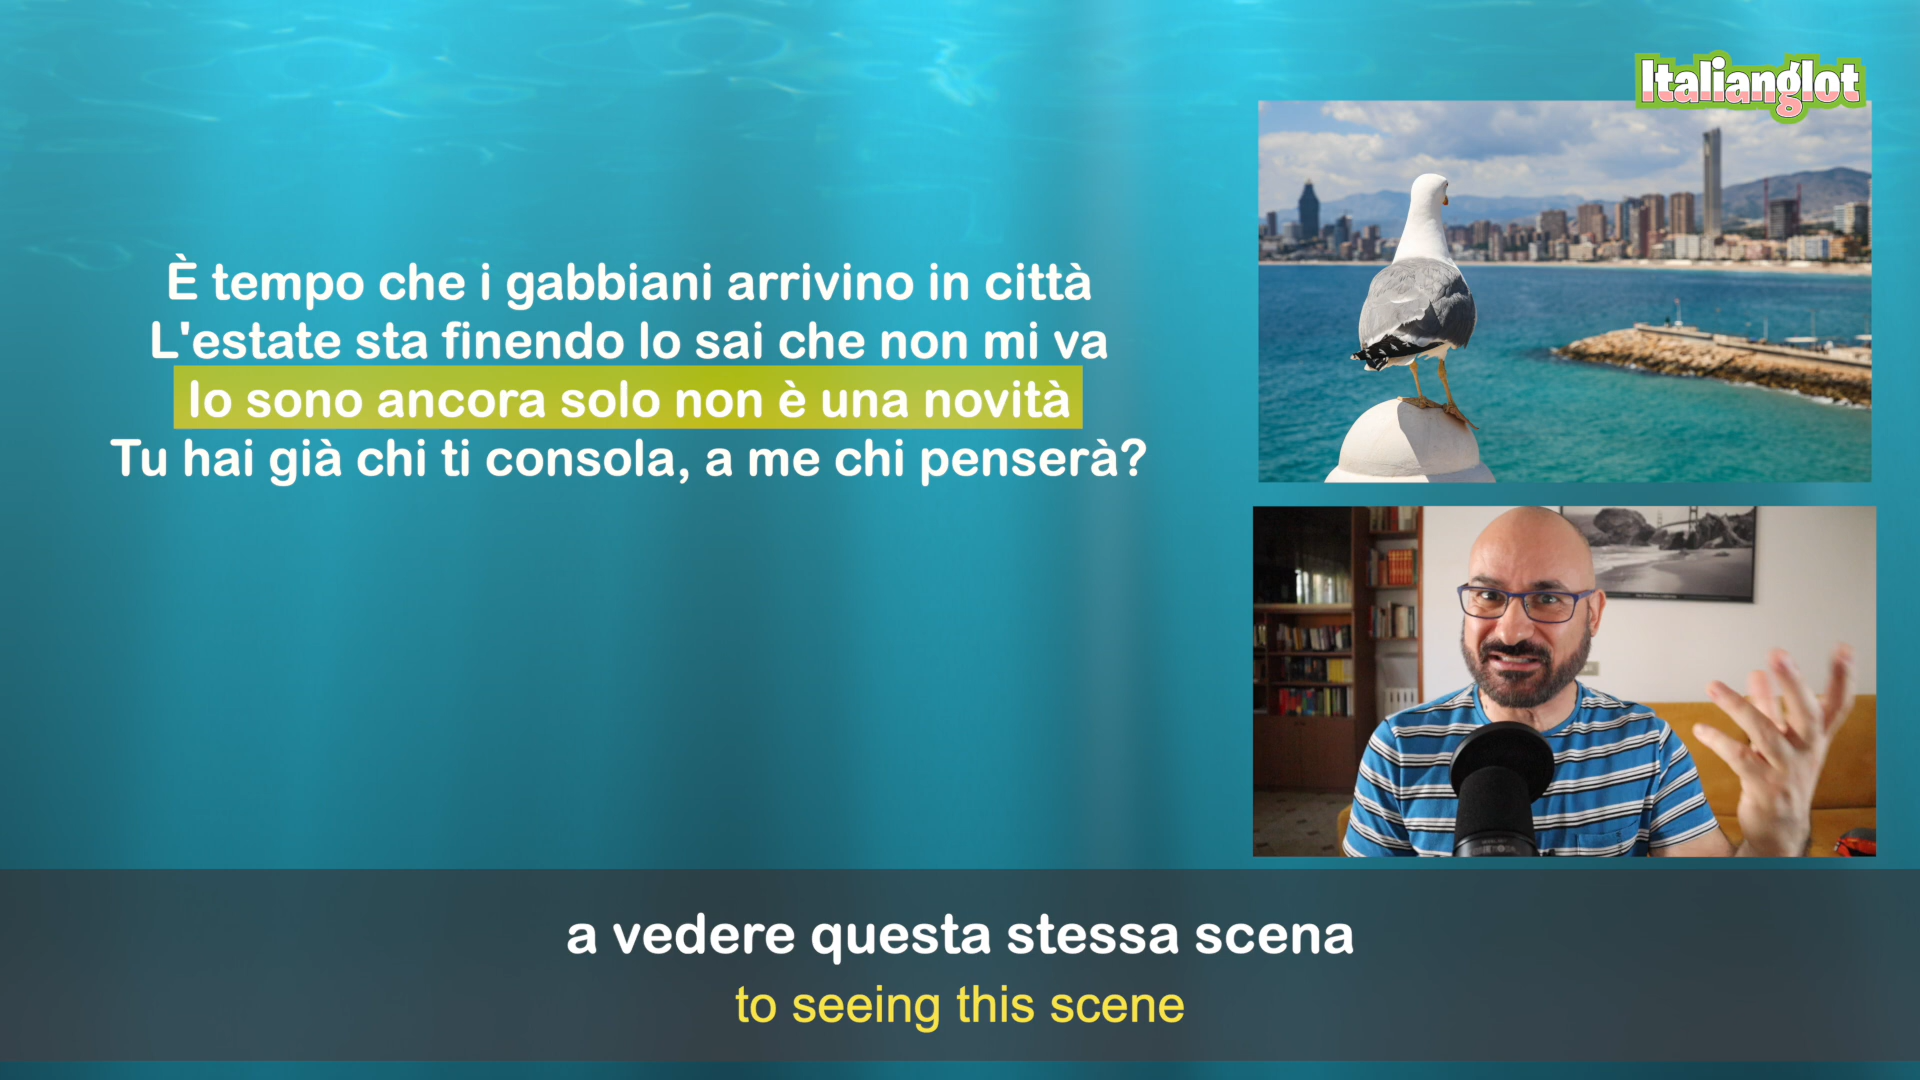 Italianglot
È tempo che i gabbiani arrivino in città
L'estate sta finendo lo sai che non mi va
Io sono ancora solo non è una novità
Tu hai già chi ti consola, a me chi penserà?
a vedere questa stessa scena
to seeing this scene